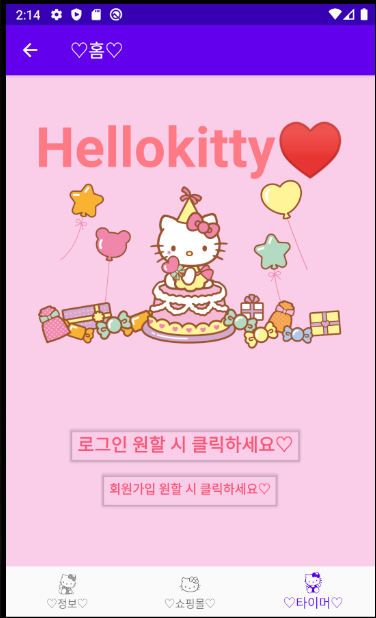 2:14
♡홈♡
Hellokitty❤️
로그인 원할 시 클릭하세요♡
회원가입 원할 시 클릭하세요♡
♡정보♡ ♡쇼핑몰♡ ♡타이머♡